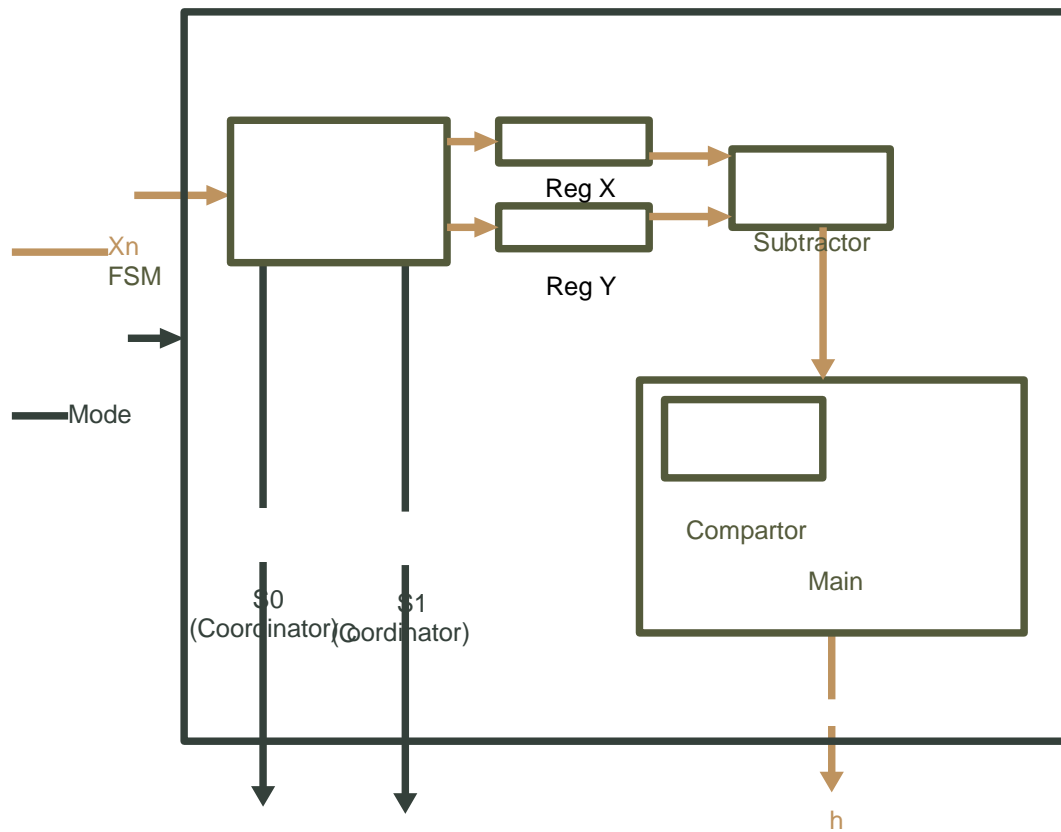 Reg X
Subtractor
Xn
FSM
Reg Y
Mode
Compartor
Main
S0
(Coordinator)
S1
(Coordinator)
h